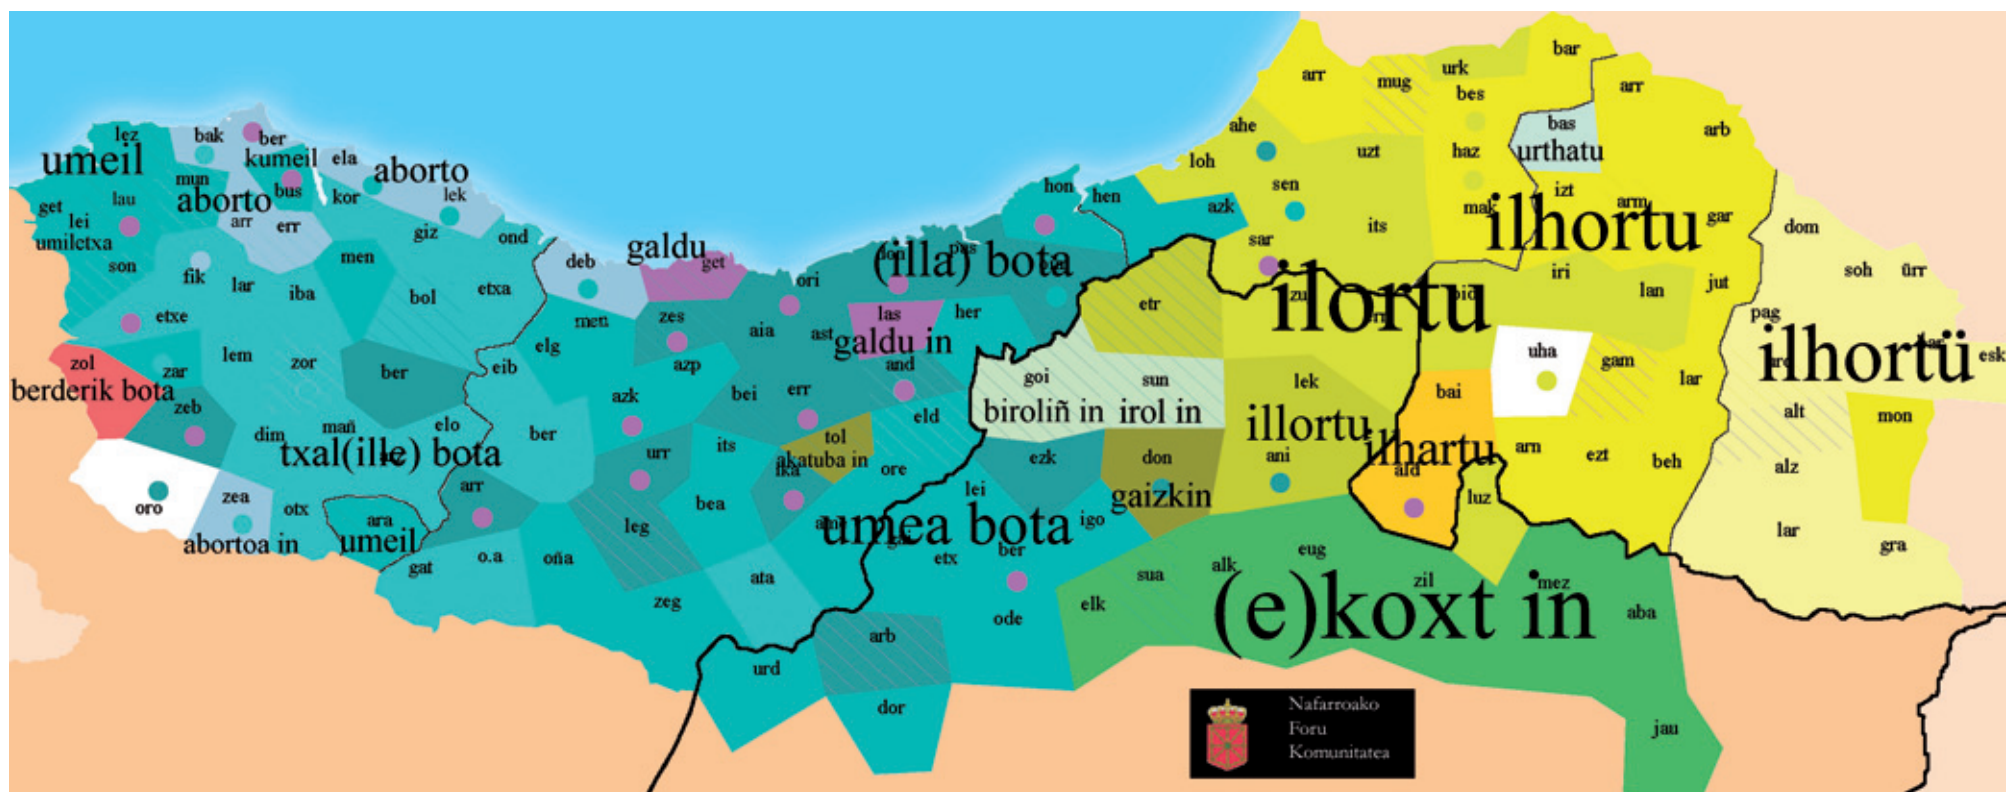 bar
arr
mug
urk
bes
arr
lez
bak
ber
ahe
bas
arb
umeil
kumeil
ela
aborto
loh
uzt
haz
urthatu
mun
bus
kor
lek
hon
hen
sen
izt
lau
aborto
azk
mak
arm
gar
get
lei
arr
err
giz
ond
its
ilhortu
dom
umiletxa
galdu
(illa) bota
sar
son
men
deb
get
ori
iri
soh
ürr
fik
lar
iba
bol
etxa
etr
ilortu
lan
jut
etxe
men
zes
aia
ast
las
her
pag
lem
zor
elg
galdu in
uha
gam
ilhortü
esk
zol
zar
ber
eib
azp
and
goi
sun
lek
lar
berderik bota
azk
bei
err
bai
zeb
biroliñ in
irol in
alt
mon
dim
mañ
elo
ber
its
tol
eld
illortu
ilhartu
txal(ille) bota
urr
akatuba in
ore
ezk
don
ani
ald
arn
ezt
beh
alz
zea
arr
lei
gaizkin
luz
oro
otx
ara
leg
bea
umea bota
igo
lar
abortoa in
umeil
gat
o.a
oña
ata
etx
ber
eug
gra
zeg
sua
alk
zil
mez
elk
(e)koxt in
aba
arb
ode
urd
dor
jau
Nafarroako
Foru
Komunitatea